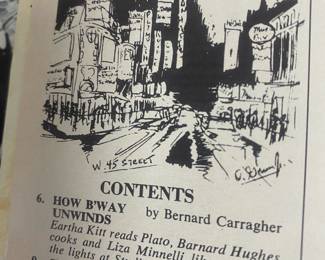 W. 45 STREET
CONTENTS
6. HOW B'WAY by Bernard Carragher
UNWINDS
Eartha Kitt reads Plato, Barnard Hughes
cooks and Liza Minnelli
the lights at